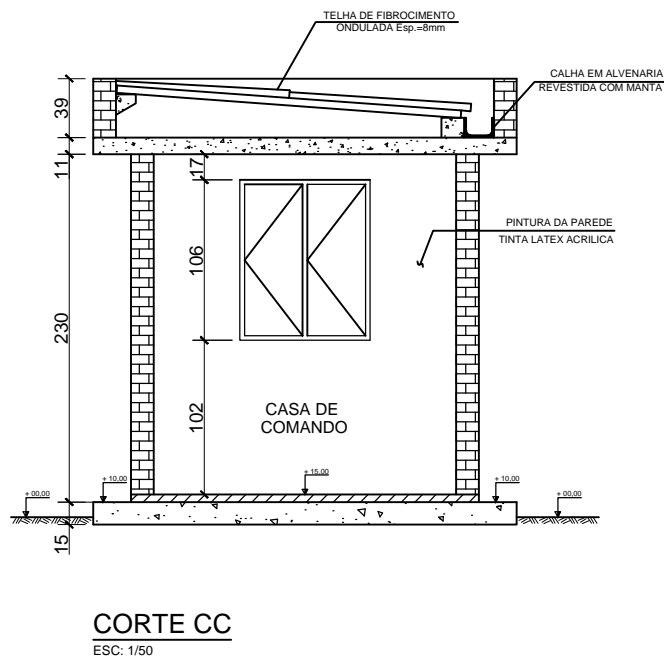 TELHA DE FIBROCIMENTO
ONDULADA Esp.=8mm
CALHA EM ALVENARIA
REVESTIDA COM MANTA
39
11
17
PINTURA DA PAREDE
TINTA LATEX ACRILICA
106
230
102
CASA DE
COMANDO
+ 00,00
+ 10,00
+ 15,00
+ 10,00
+ 00,00
15
CORTE CC
ESC: 1/50